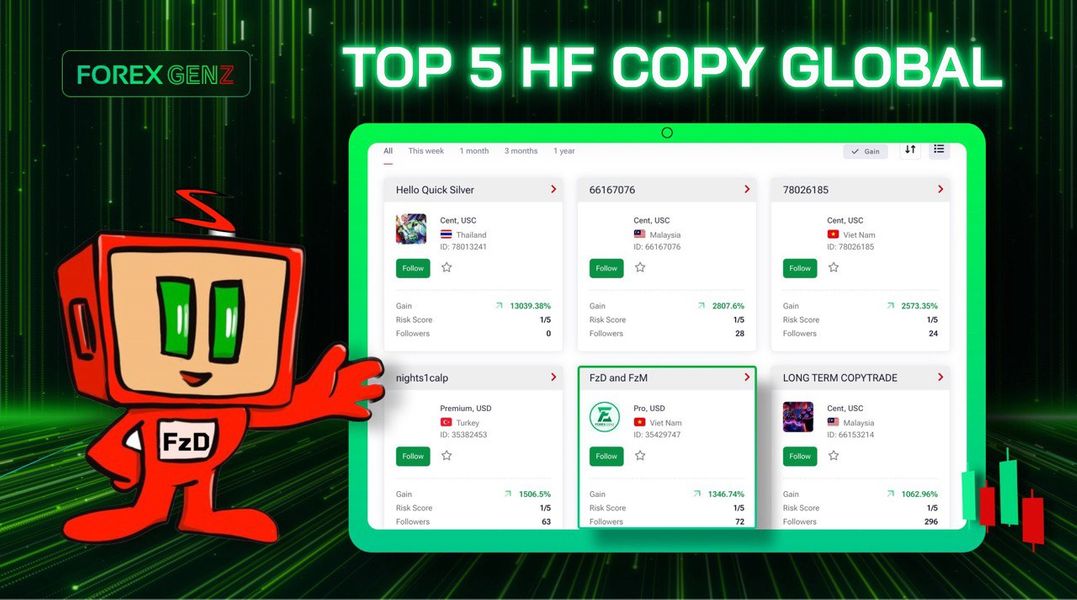 FOREX GENZ
TOP 5 HF COPY GLOBAL
All This week 1 month 3 months 1 year Gain
Hello Quick Silver
Cent, USC
Thailand
ID: 78013241
Follow
Gain 13039.38%
Risk Score 1/5
Followers 0
66167076
Cent, USC
Malaysia
ID: 66167076
Follow
Gain 2807.6%
Risk Score 1/5
Followers 28
78026185
Cent, USC
Viet Nam
ID: 78026185
Follow
Gain 2573.35%
Risk Score 1/5
Followers 24
nights1calp
Premium, USD
Turkey
ID: 35382453
Follow
Gain 1506.5%
Risk Score 1/5
Followers 63
FzD and FzM
Pro, USD
Viet Nam
ID: 35429747
Follow
Gain 1346.74%
Risk Score 1/5
Followers 72
LONG TERM COPYTRADE
Cent, USC
Malaysia
ID: 66153214
Follow
Gain 1062.96%
Risk Score 1/5
Followers 296
FzD